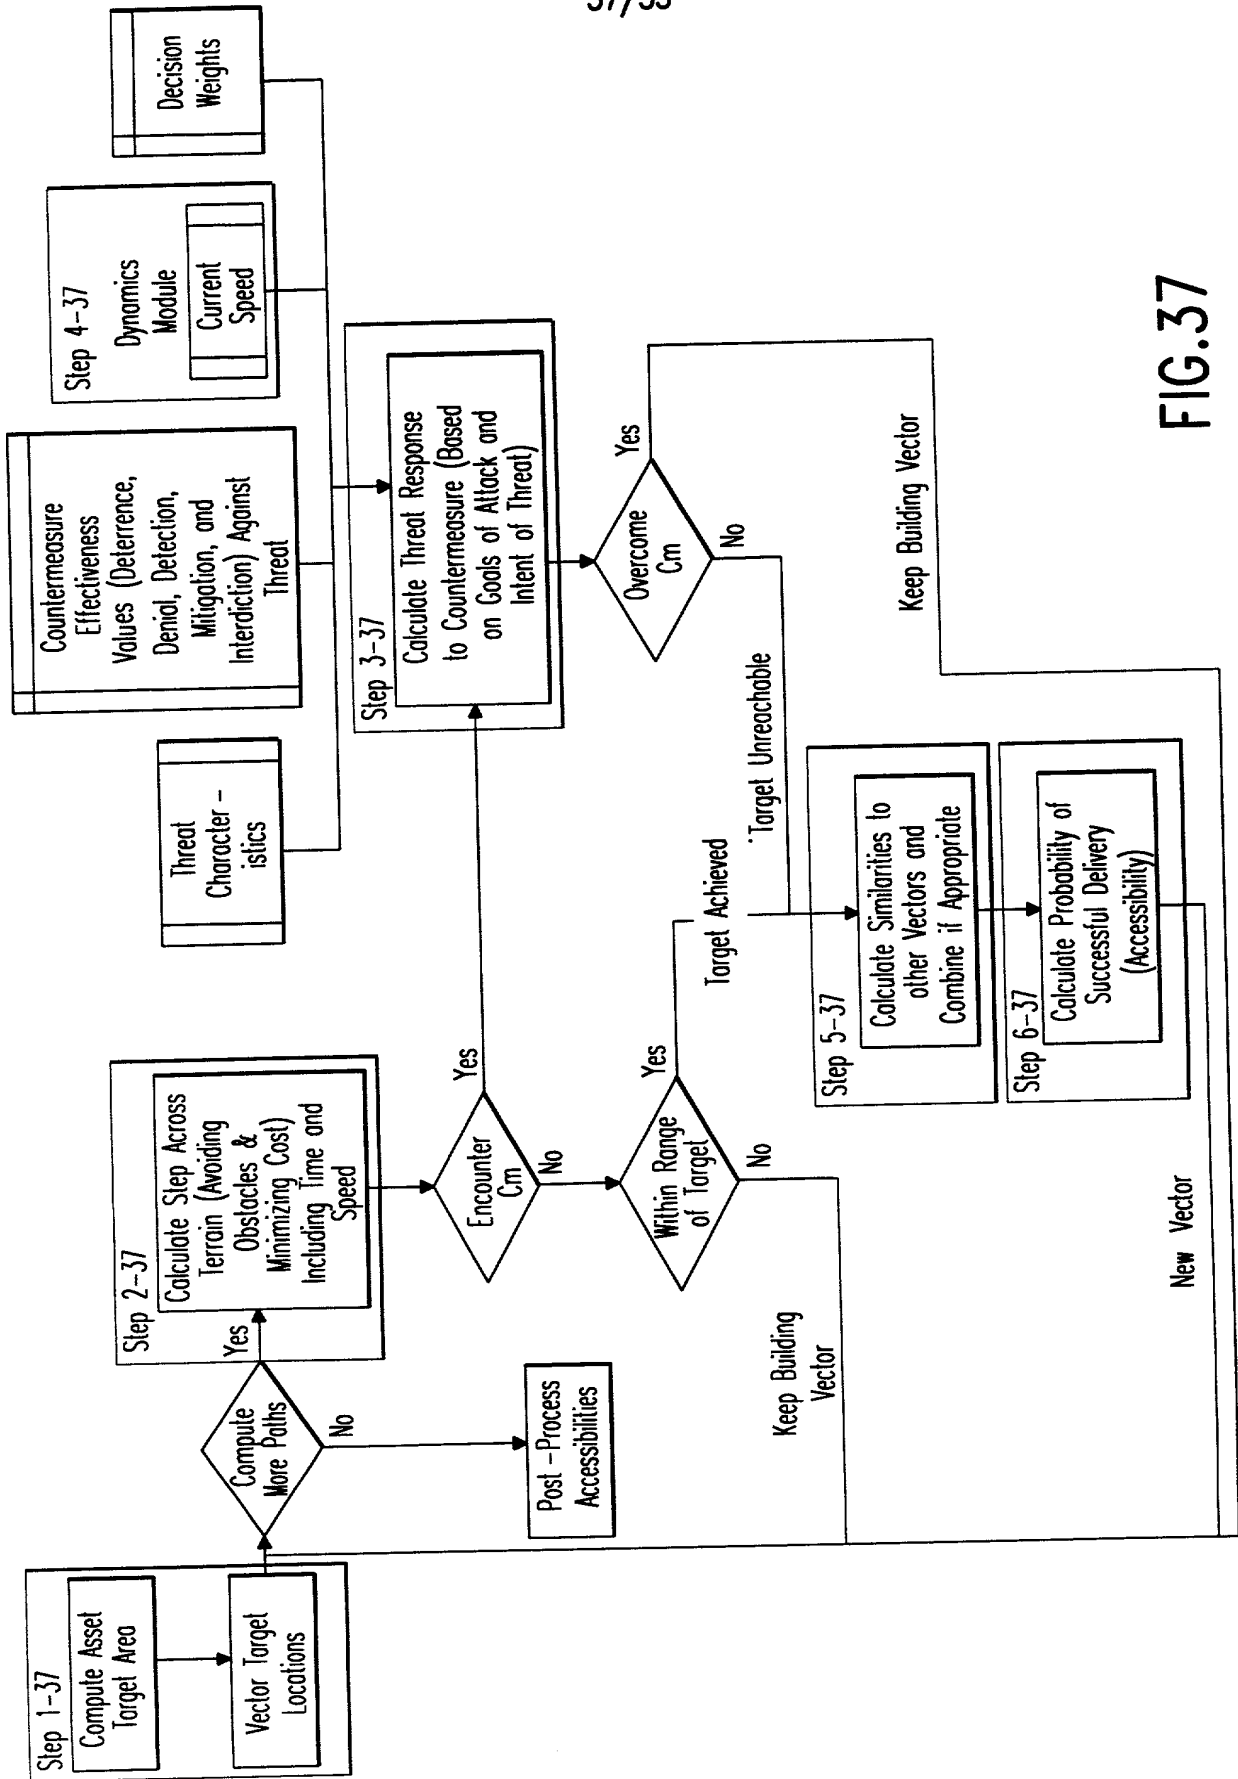 37/53
Step 1-37
Compute Asset
Target Area
Vector Target
Locations
Compute
More Paths
Yes
No
Post-Process
Accessibilities
Step 2-37
Calculate Step Across
Terrain (Avoiding
Obstacles &
Minimizing Cost)
Including Time and
Speed
Encounter
Cm
Yes
No
Within Range
of Target
Yes
No
Keep Building
Vector
Target Achieved
Threat
Character-
istics
Countermeasure
Effectiveness
Values (Deterrence,
Denial, Detection,
Mitigation, and
Interdiction) Against
Threat
Step 4-37
Dynamics
Module
Current
Speed
Decision
Weights
Step 3-37
Calculate Threat Response
to Countermeasure (Based
on Goals of Attack and
Intent of Threat)
Overcome
Cm
Yes
No
Target Unreachable
Keep Building Vector
Step 5-37
Calculate Similarities to
other Vectors and
Combine if Appropriate
Step 6-37
Calculate Probability of
Successful Delivery
(Accessibility)
New Vector
FIG.37